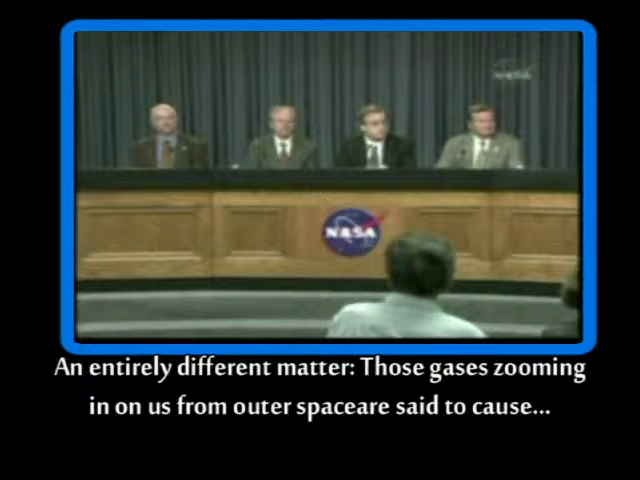 NASA
NASA
An entirely different matter: Those gases zooming
in on us from outer spaceare said to cause...